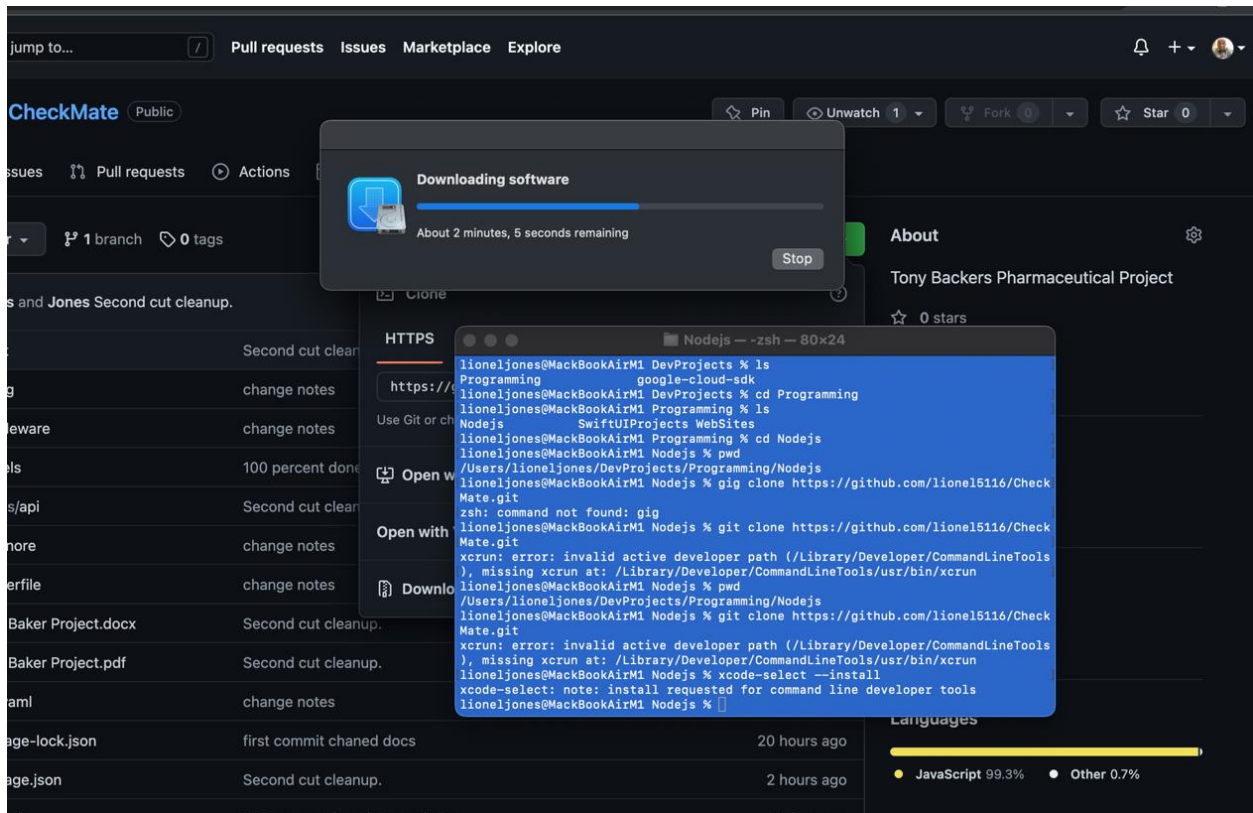 jump to... / Pull requests Issues Marketplace Explore
CheckMate Public
Pin Unwatch 1 Fork 0 Star 0
ssues Pull requests Actions
Downloading software
About 2 minutes, 5 seconds remaining
Stop
1 branch 0 tags
s and Jones Second cut cleanup.
Clone
HTTPS
https://g
Use Git or ch
Open w
Open with
Downlo
Second cut clean
g change notes
leware change notes
els 100 percent done
s/api Second cut clean
nore change notes
erfile change notes
Baker Project.docx Second cut cleanup.
Baker Project.pdf Second cut cleanup.
aml change notes
age-lock.json first commit chaned docs 20 hours ago
age.json Second cut cleanup. 2 hours ago
Nodejs — -zsh — 80×24
lioneljones@MackBookAirM1 DevProjects % ls
Programming google-cloud-sdk
lioneljones@MackBookAirM1 DevProjects % cd Programming
lioneljones@MackBookAirM1 Programming % ls
Nodejs SwiftUIProjects WebSites
lioneljones@MackBookAirM1 Programming % cd Nodejs
lioneljones@MackBookAirM1 Nodejs % pwd
/Users/lioneljones/DevProjects/Programming/Nodejs
lioneljones@MackBookAirM1 Nodejs % gig clone https://github.com/lionel5116/Check
Mate.git
zsh: command not found: gig
lioneljones@MackBookAirM1 Nodejs % git clone https://github.com/lionel5116/Check
Mate.git
xcrun: error: invalid active developer path (/Library/Developer/CommandLineTools
), missing xcrun at: /Library/Developer/CommandLineTools/usr/bin/xcrun
lioneljones@MackBookAirM1 Nodejs % pwd
/Users/lioneljones/DevProjects/Programming/Nodejs
lioneljones@MackBookAirM1 Nodejs % git clone https://github.com/lionel5116/Check
Mate.git
xcrun: error: invalid active developer path (/Library/Developer/CommandLineTools
), missing xcrun at: /Library/Developer/CommandLineTools/usr/bin/xcrun
lioneljones@MackBookAirM1 Nodejs % xcode-select --install
xcode-select: note: install requested for command line developer tools
lioneljones@MackBookAirM1 Nodejs %
About
Tony Backers Pharmaceutical Project
0 stars
Languages
JavaScript 99.3% Other 0.7%